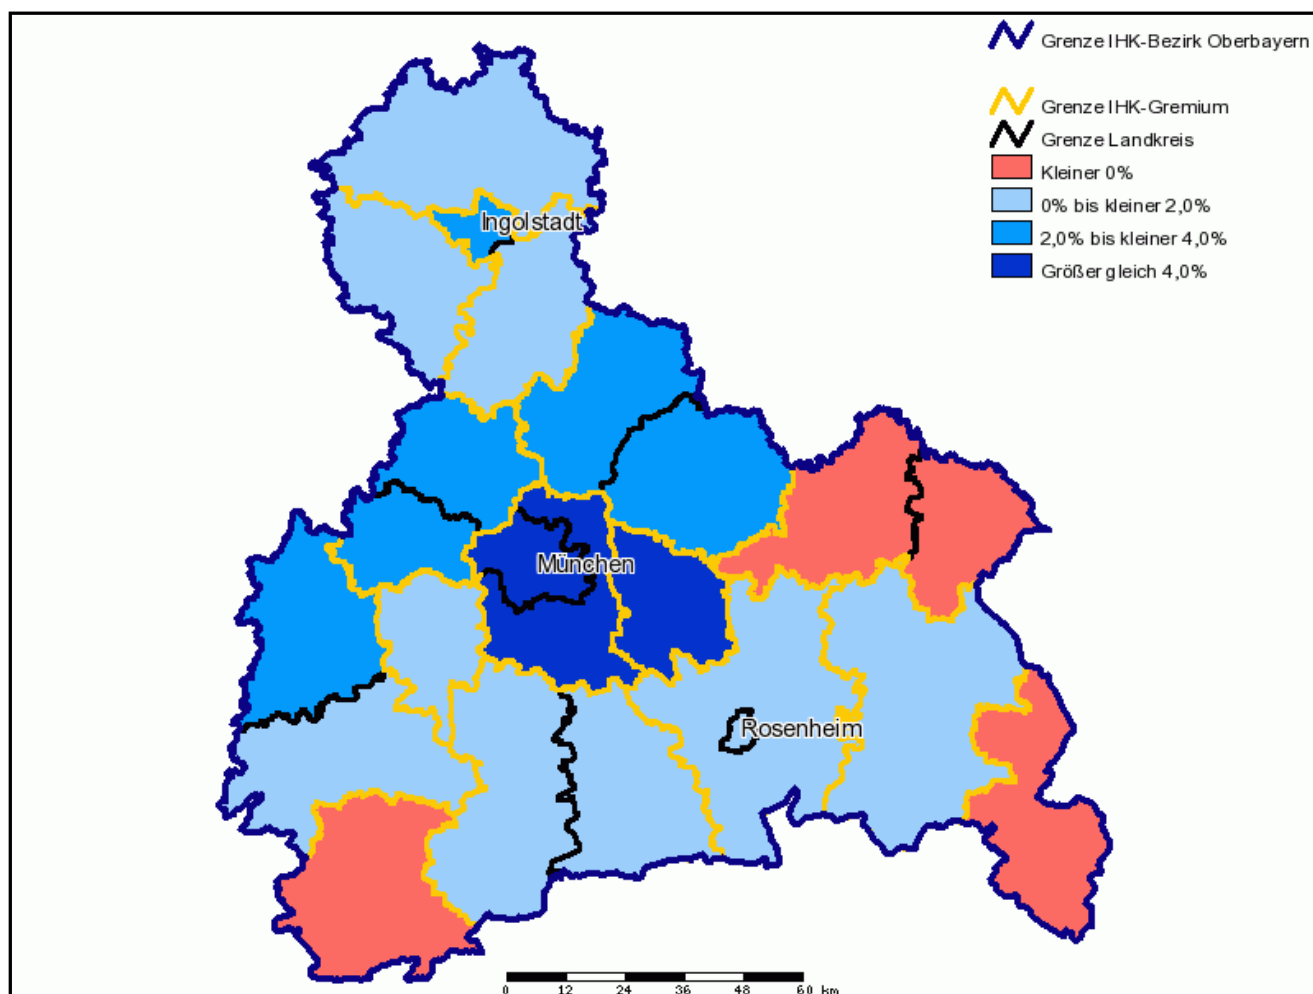 Grenze IHK-Bezirk Oberbayern
Grenze IHK-Gremium
Grenze Landkreis
Kleiner 0%
0% bis kleiner 2,0%
2,0% bis kleiner 4,0%
Größer gleich 4,0%
Ingolstadt
München
Rosenheim
0 12 24 36 48 60 km